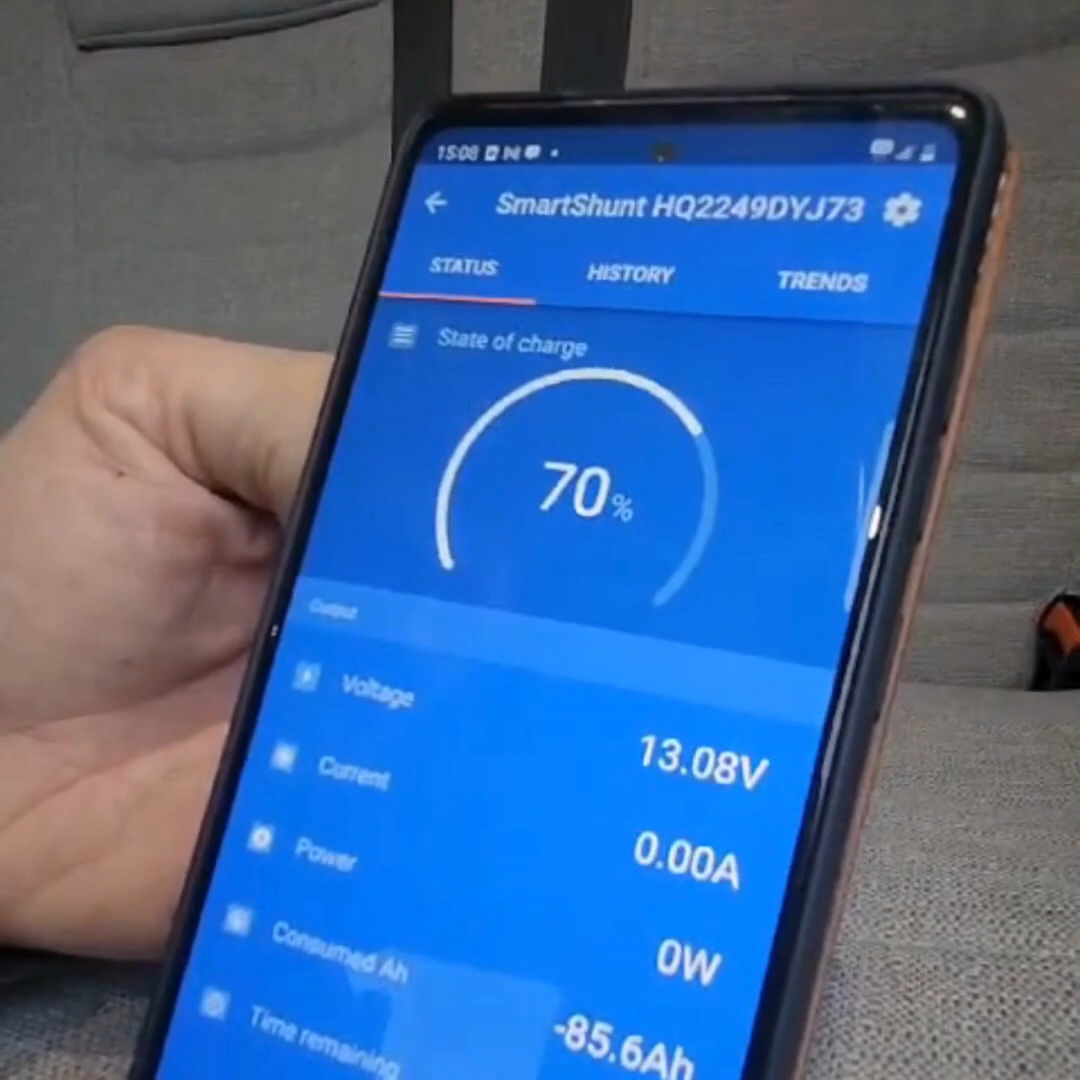 15:08
SmartShunt HQ2249DYJ73
STATUS HISTORY TRENDS
State of charge
70%
Output
Voltage 13.08V
Current 0.00A
Power 0W
Consumed Ah -85.6Ah
Time remaining